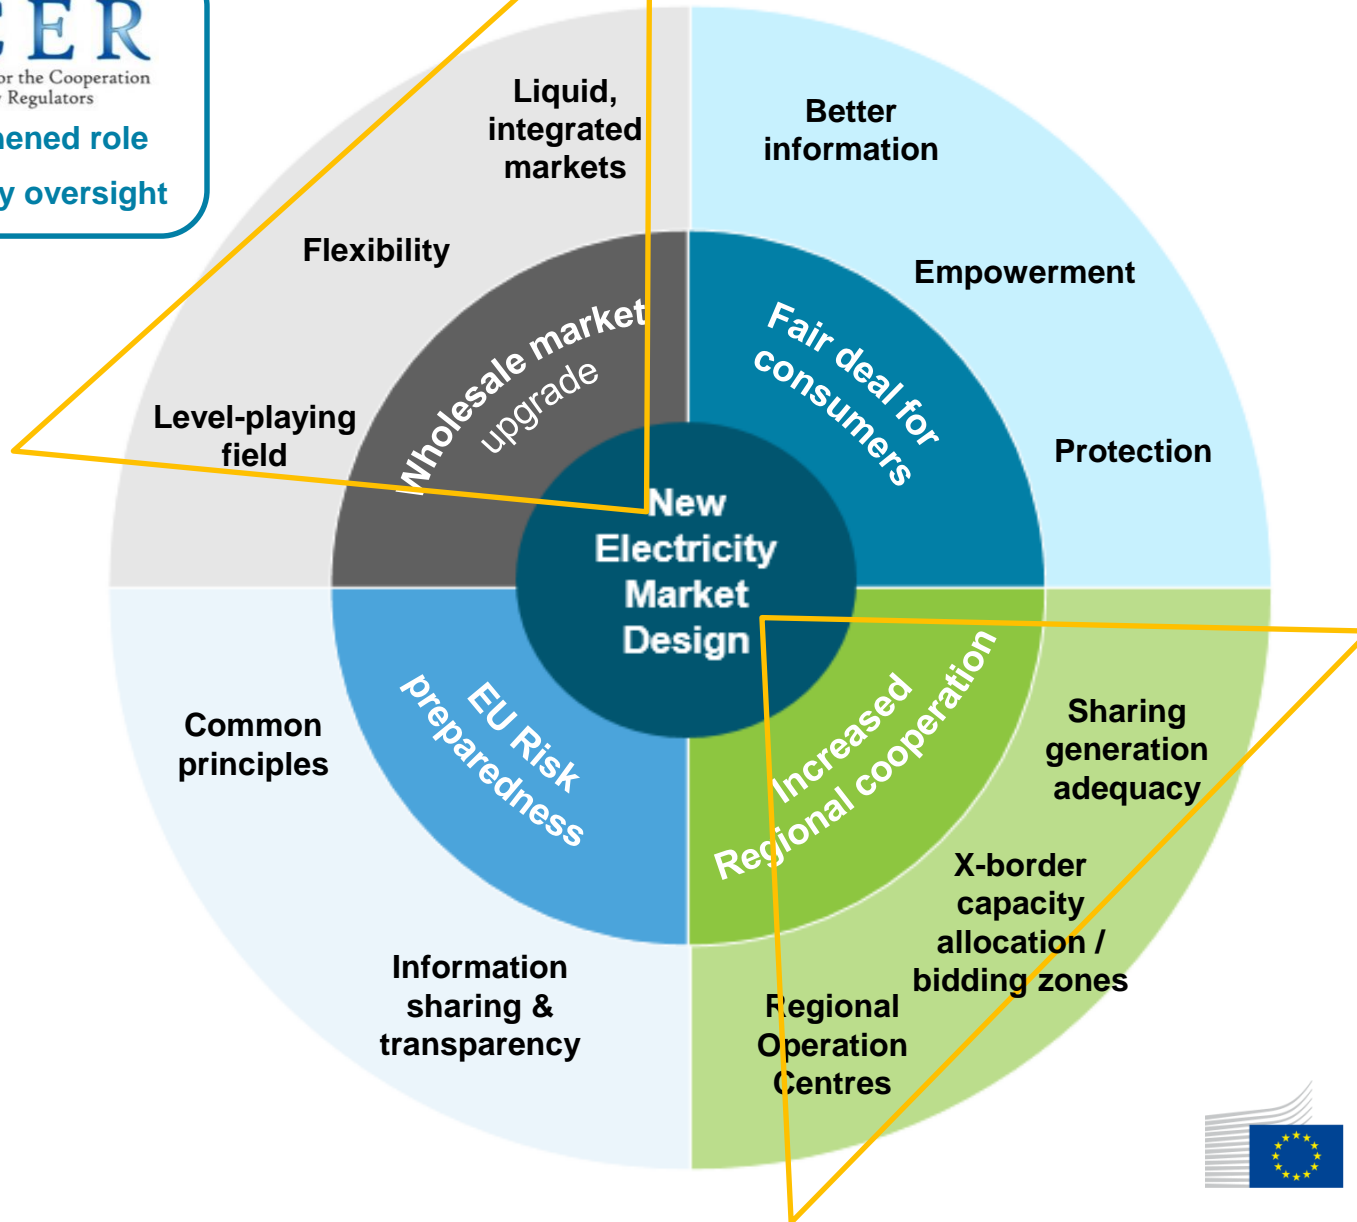 E R
or the Cooperation
Regulators
ened role
y oversight
Liquid,
integrated
markets
Flexibility
Level-playing
field
Wholesale market
upgrade
Better
information
Empowerment
Protection
Fair deal for
consumers
New
Electricity
Market
Design
Common
principles
Information
sharing &
transparency
EU Risk
preparedness
Increased
Regional cooperation
Sharing
generation
adequacy
X-border
capacity
allocation /
bidding zones
Regional
Operation
Centres